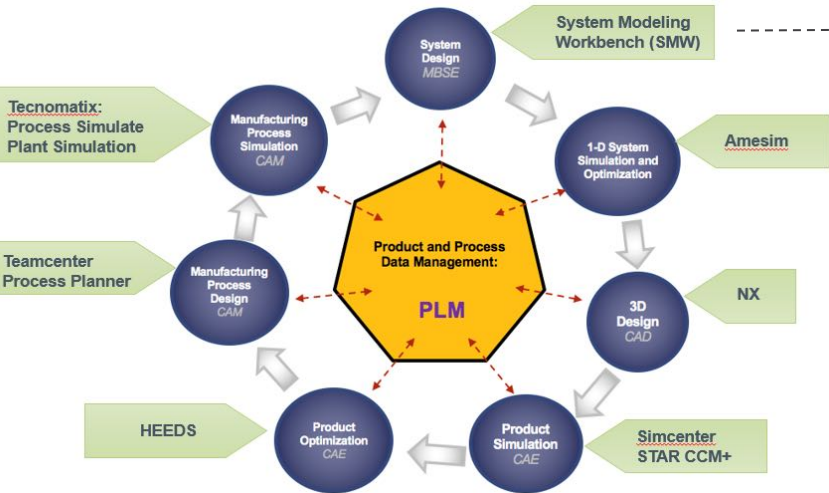 System
Design
MBSE
System Modeling
Workbench (SMW)
Tecnomatix:
Process Simulate
Plant Simulation
Manufacturing
Process
Simulation
CAM
1-D System
Simulation and
Optimization
Amesim
Product and Process
Data Management:
PLM
Teamcenter
Process Planner
Manufacturing
Process
Design
CAM
3D
Design
CAD
NX
HEEDS
Product
Optimization
CAE
Product
Simulation
CAE
Simcenter
STAR CCM+